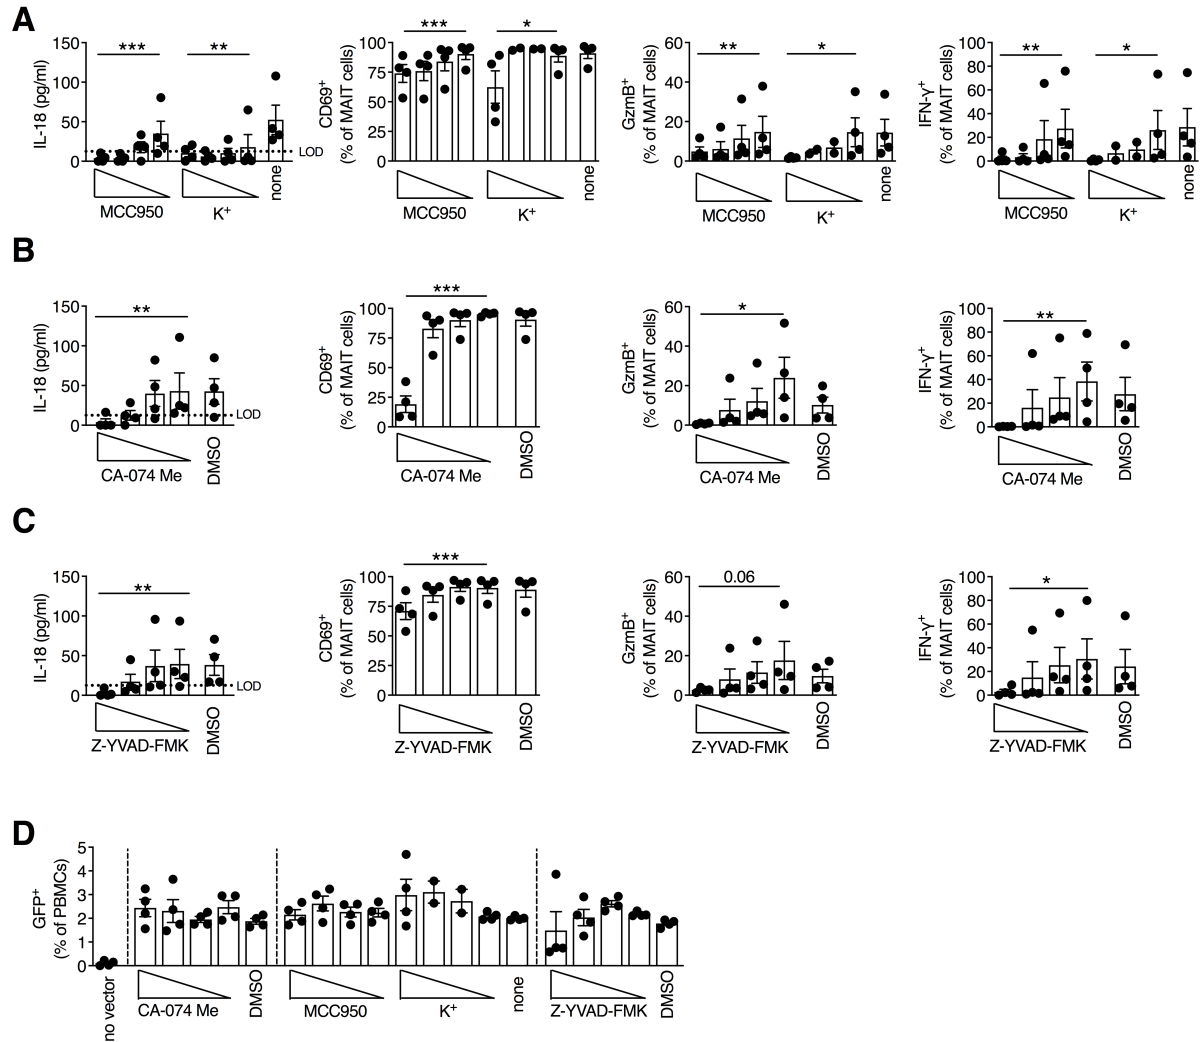 A
IL-18 (pg/ml)
150
100
50
0
***
**
LOD
MCC950
K⁺
none
CD69⁺
(% of MAIT cells)
100
75
50
25
0
***
*
MCC950
K⁺
none
GzmB⁺
(% of MAIT cells)
60
40
20
0
**
*
MCC950
K⁺
none
IFN-γ⁺
(% of MAIT cells)
100
80
60
40
20
0
**
*
MCC950
K⁺
none
B
IL-18 (pg/ml)
150
100
50
0
**
LOD
CA-074 Me
DMSO
CD69⁺
(% of MAIT cells)
100
75
50
25
0
***
CA-074 Me
DMSO
GzmB⁺
(% of MAIT cells)
60
40
20
0
*
CA-074 Me
DMSO
IFN-γ⁺
(% of MAIT cells)
100
80
60
40
20
0
**
CA-074 Me
DMSO
C
IL-18 (pg/ml)
150
100
50
0
**
LOD
Z-YVAD-FMK
DMSO
CD69⁺
(% of MAIT cells)
100
75
50
25
0
***
Z-YVAD-FMK
DMSO
GzmB⁺
(% of MAIT cells)
60
40
20
0
0.06
Z-YVAD-FMK
DMSO
IFN-γ⁺
(% of MAIT cells)
100
80
60
40
20
0
*
Z-YVAD-FMK
DMSO
D
GFP⁺
(% of PBMCs)
5
4
3
2
1
0
no vector
CA-074 Me
DMSO
MCC950
K⁺
none
Z-YVAD-FMK
DMSO